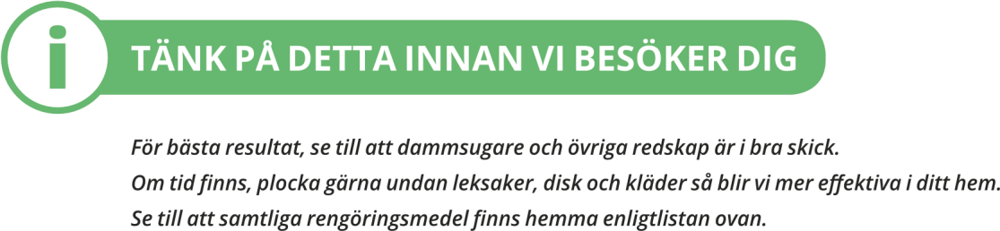 i
TÄNK PÅ DETTA INNAN VI BESÖKER DIG
För bästa resultat, se till att dammsugare och övriga redskap är i bra skick.
Om tid finns, plocka gärna undan leksaker, disk och kläder så blir vi mer effektiva i ditt hem.
Se till att samtliga rengöringsmedel finns hemma enligtlistan ovan.